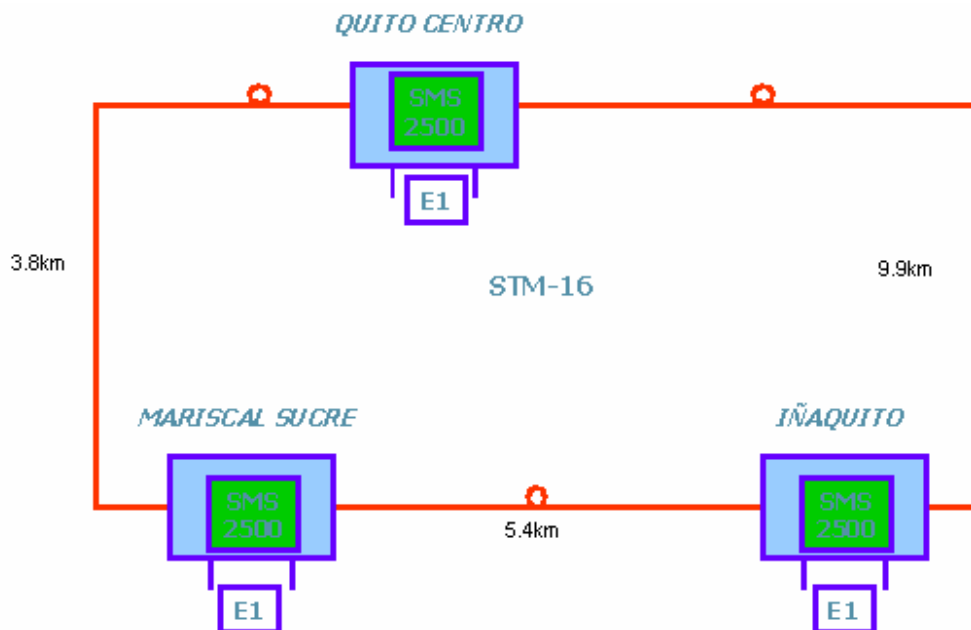 QUITO CENTRO
SMS
2500
E1
3.8km
9.9km
STM-16
MARISCAL SUCRE
IÑAQUITO
SMS
2500
SMS
2500
5.4km
E1
E1